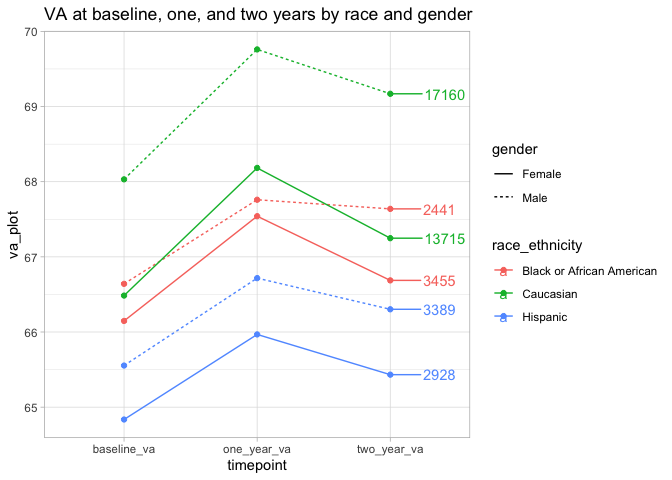 VA at baseline, one, and two years by race and gender
70
69
68
67
66
65
va_plot
17160
2441
13715
3455
3389
2928
baseline_va
one_year_va
two_year_va
timepoint
gender
Female
Male
race_ethnicity
a Black or African American
a Caucasian
a Hispanic